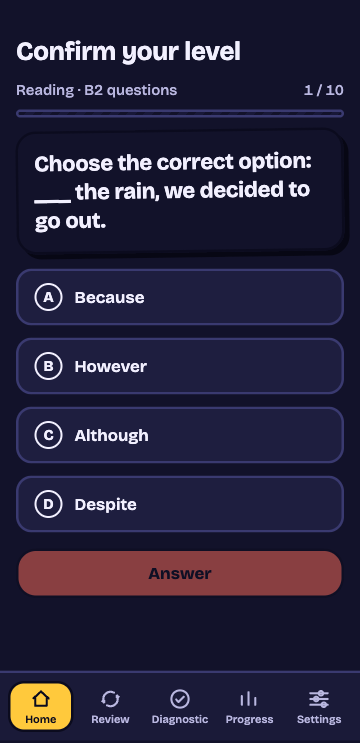 Confirm your level
Reading · B2 questions 1 / 10
Choose the correct option:
____ the rain, we decided to
go out.
A Because
B However
C Although
D Despite
Answer
Home Review Diagnostic Progress Settings